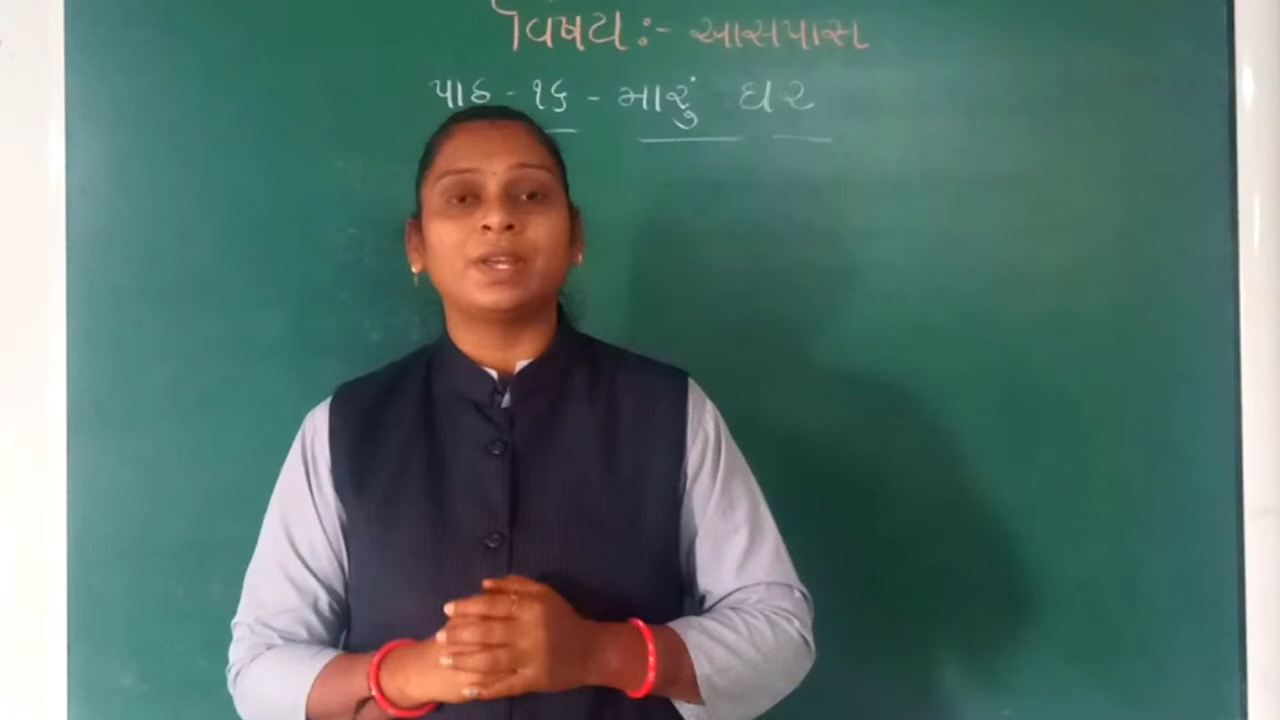 વિષય :- આસપાસ
પાઠ - ૧૬ - મારું ઘર